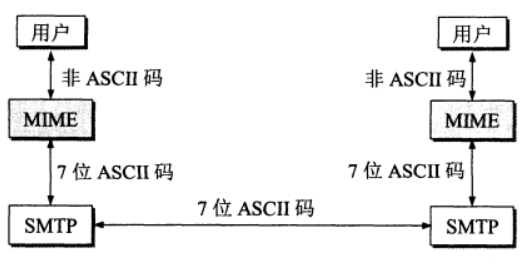 用户 用户
非 ASCII 码 非 ASCII 码
MIME MIME
7 位 ASCII 码 7 位 ASCII 码
7 位 ASCII 码
SMTP SMTP